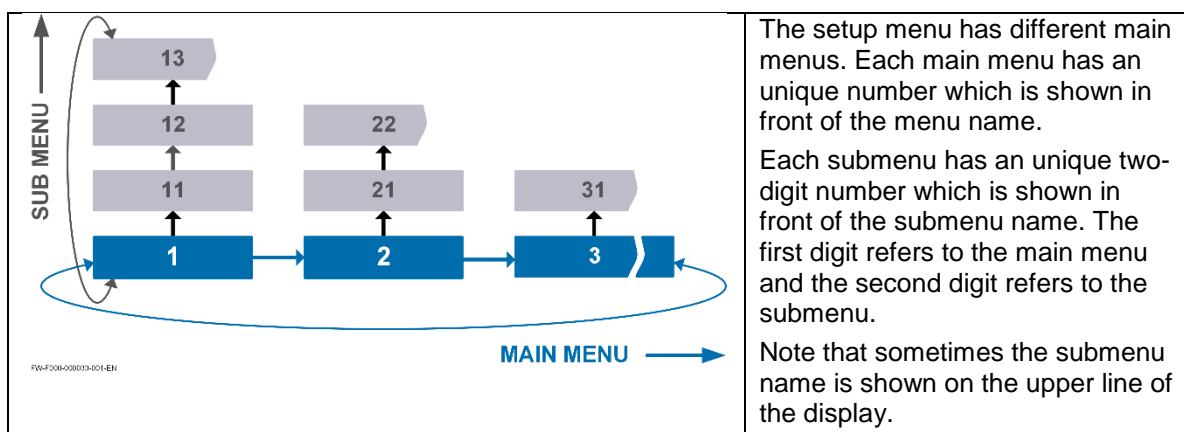 SUB MENU
13
12
22
11
21
31
1
2
3
MAIN MENU
FW-F000-000033-001-EN
The setup menu has different main
menus. Each main menu has an
unique number which is shown in
front of the menu name.
Each submenu has an unique two-
digit number which is shown in
front of the submenu name. The
first digit refers to the main menu
and the second digit refers to the
submenu.
Note that sometimes the submenu
name is shown on the upper line of
the display.